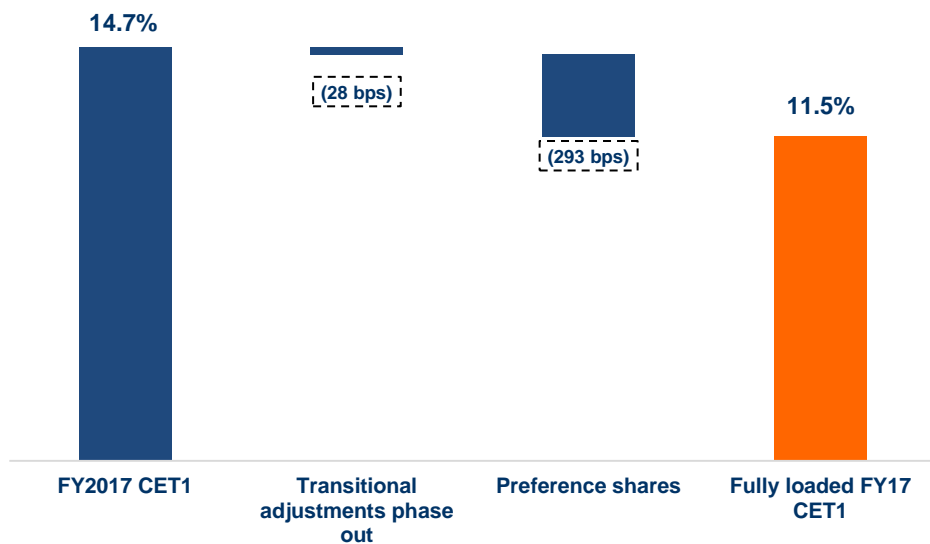 14.7%
(28 bps)
11.5%
(293 bps)
FY2017 CET1
Transitional
adjustments phase
out
Preference shares
Fully loaded FY17
CET1